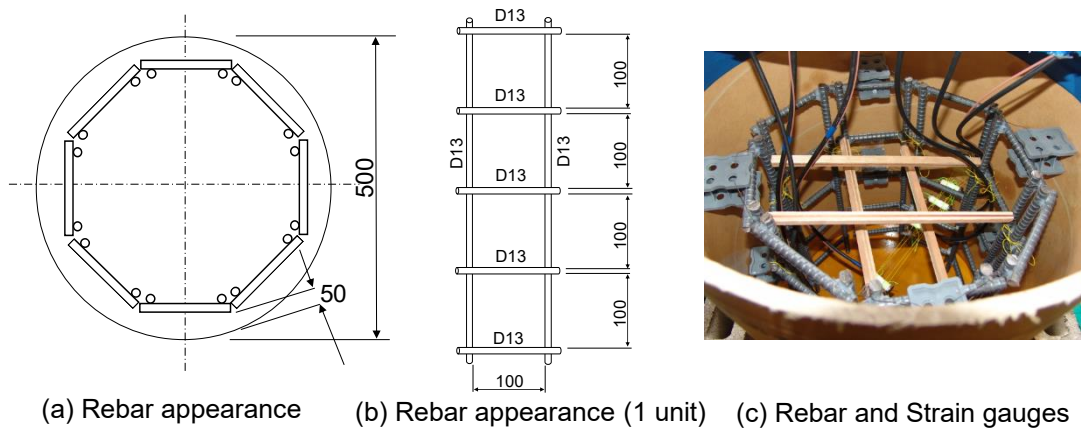 500
50
(a) Rebar appearance
D13
100
D13
100
D13
D13
D13
100
D13
100
D13
100
(b) Rebar appearance (1 unit)
(c) Rebar and Strain gauges